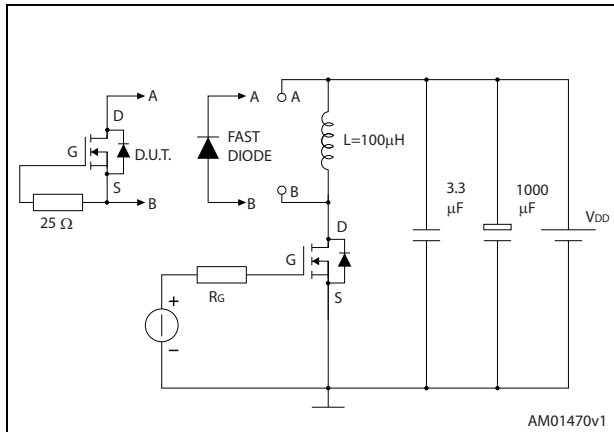 A
A
A
D
G
D.U.T.
FAST
DIODE
L=100µH
S
B
B
B
25 Ω
3.3
µF
1000
µF
VDD
D
G
S
RG
+
−
AM01470v1